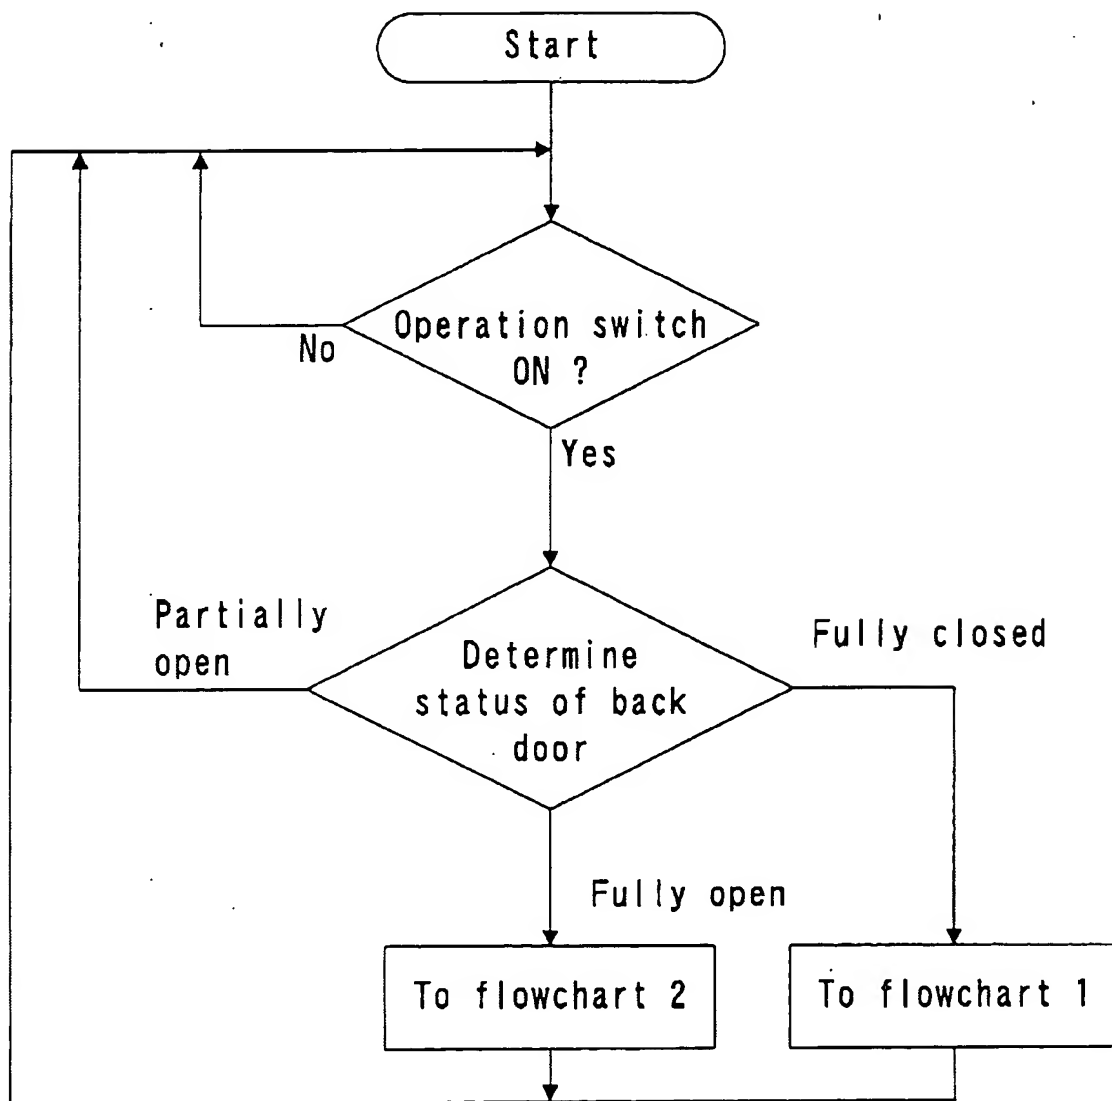 Start
Operation switch
ON ?
No
Yes
Partially
open
Fully closed
Determine
status of back
door
Fully open
To flowchart 2
To flowchart 1